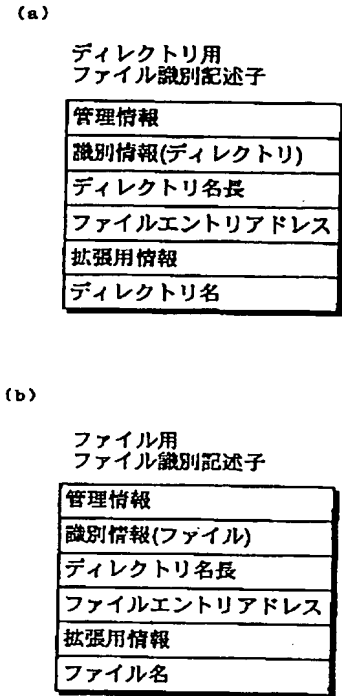 (a)
ディレクトリ用
ファイル識別記述子
管理情報
識別情報(ディレクトリ)
ディレクトリ名長
ファイルエントリアドレス
拡張用情報
ディレクトリ名
(b)
ファイル用
ファイル識別記述子
管理情報
識別情報(ファイル)
ディレクトリ名長
ファイルエントリアドレス
拡張用情報
ファイル名